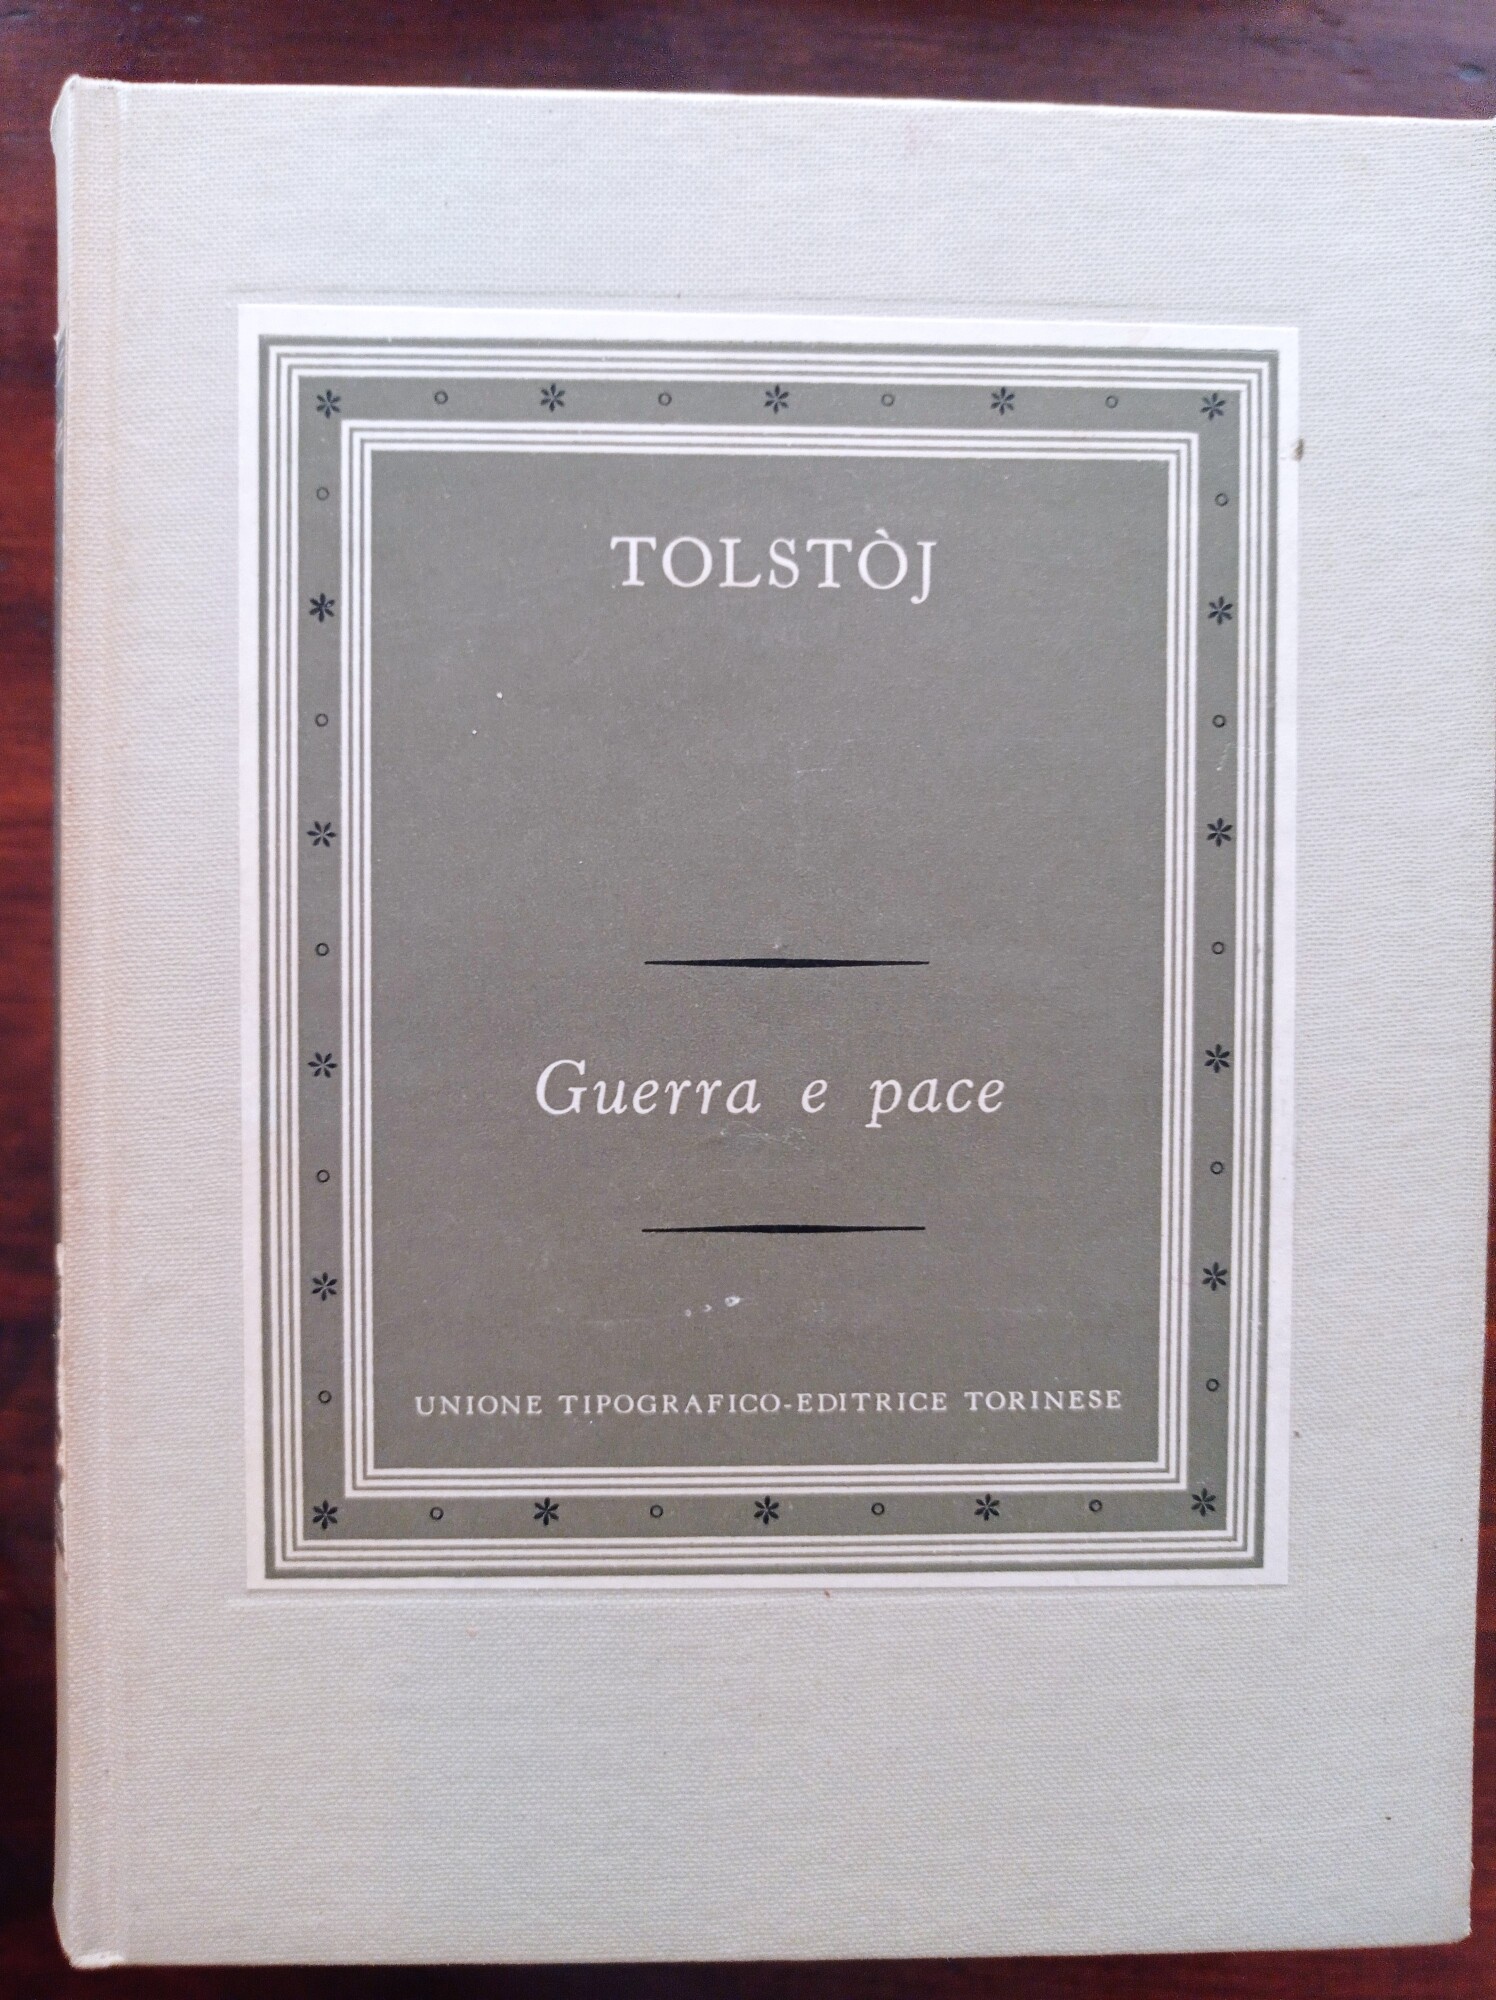 TOLSTÒJ
Guerra e pace
UNIONE TIPOGRAFICO-EDITRICE TORINESE